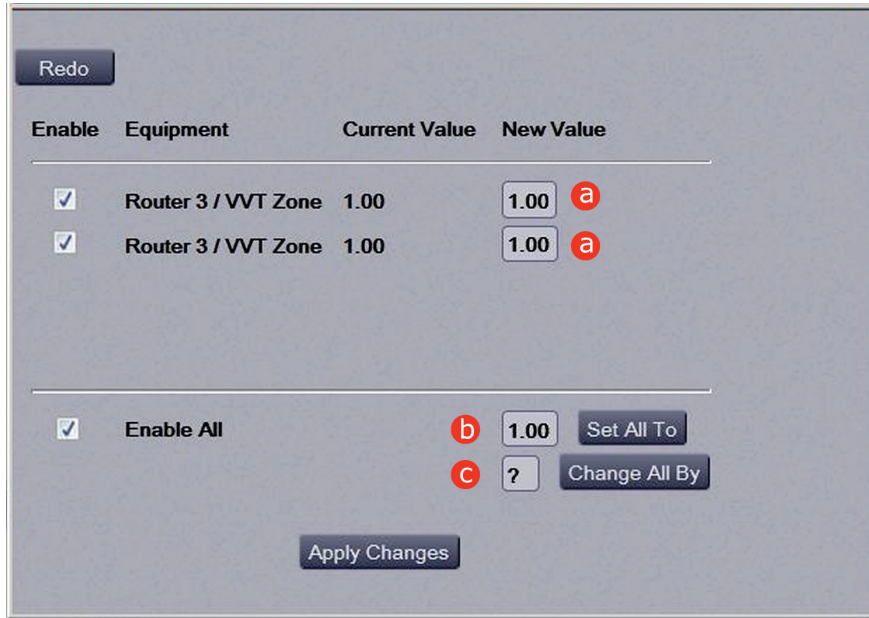 Redo
Enable Equipment Current Value New Value
Router 3 / VVT Zone 1.00 1.00 a
Router 3 / VVT Zone 1.00 1.00 a
Enable All b 1.00 Set All To
c ? Change All By
Apply Changes